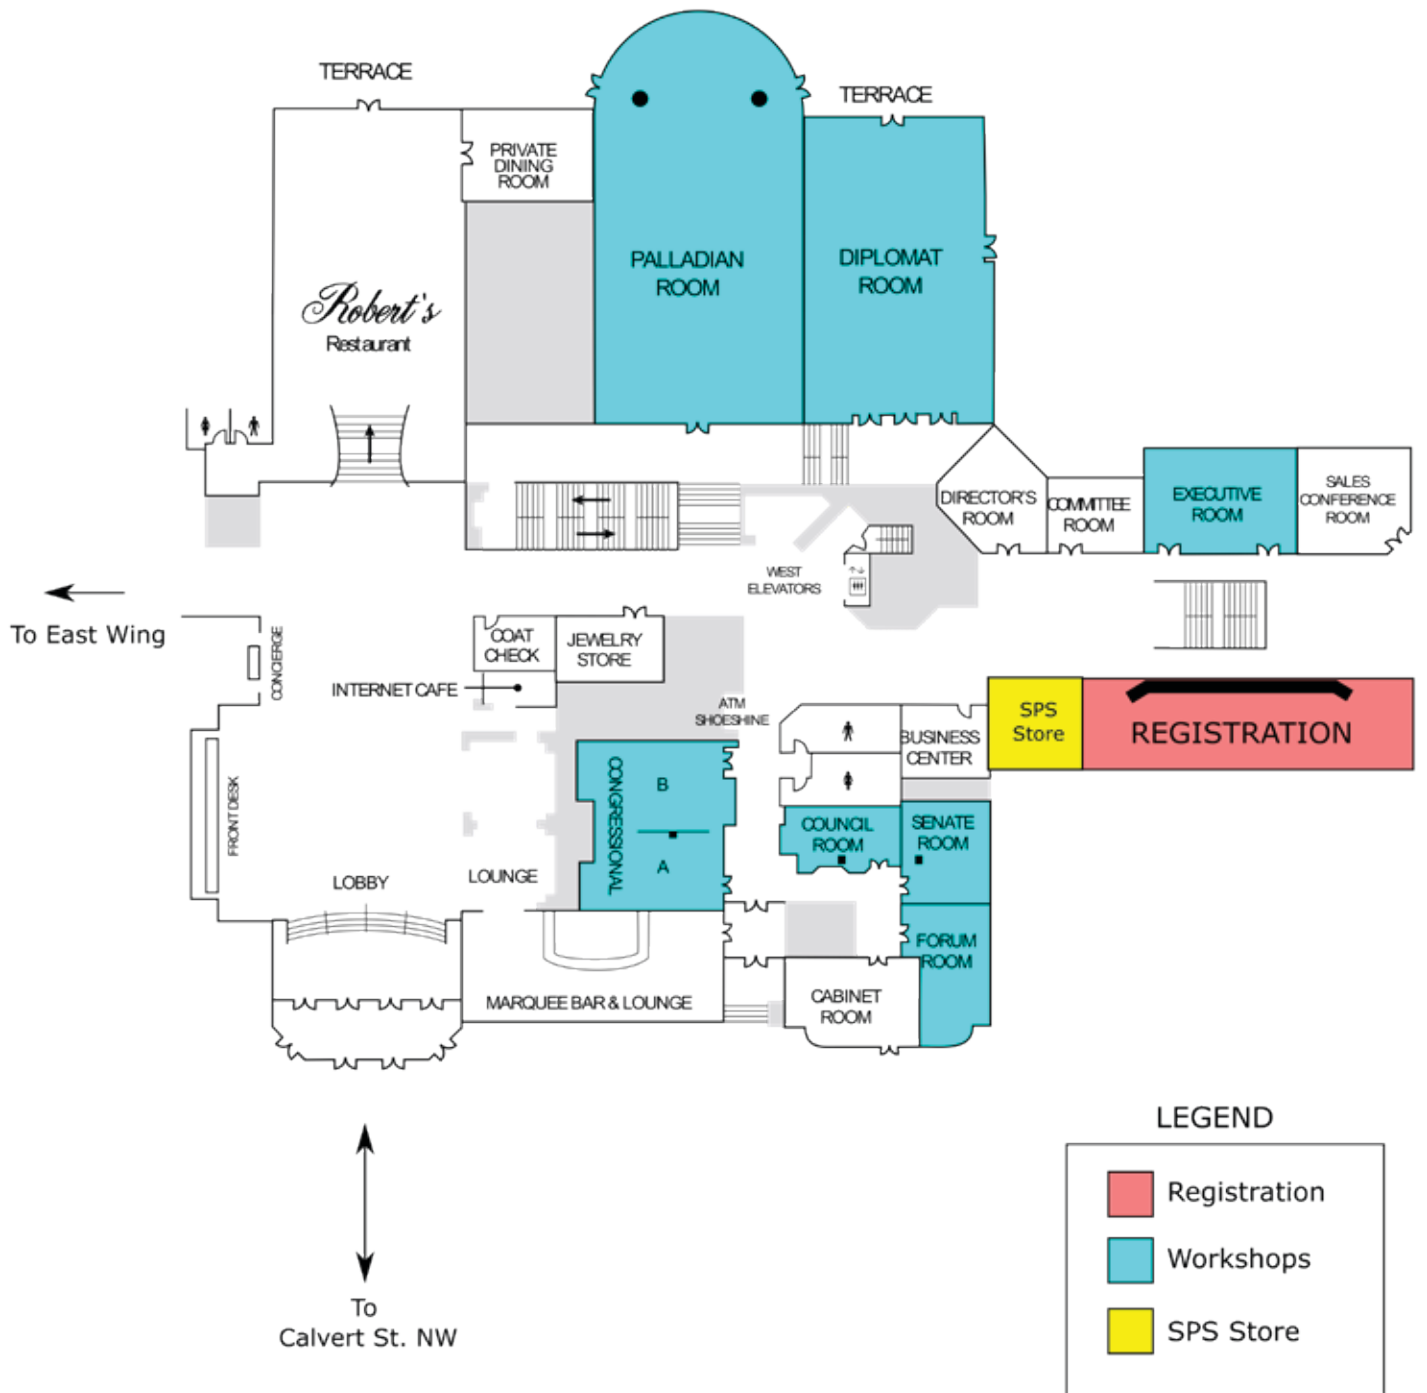 TERRACE
TERRACE
PRIVATE
DINING
ROOM
PALLADIAN
ROOM
DIPLOMAT
ROOM
Robert's
Restaurant
DIRECTOR'S
ROOM
COMMITTEE
ROOM
EXECUTIVE
ROOM
SALES
CONFERENCE
ROOM
WEST
ELEVATORS
To East Wing
CONCIERGE
COAT
CHECK
JEWELRY
STORE
INTERNET CAFE
ATM
SHOESHINE
BUSINESS
CENTER
SPS
Store
REGISTRATION
FRONT DESK
CONGRESSIONAL
B
A
COUNCIL
ROOM
SENATE
ROOM
LOBBY
LOUNGE
FORUM
ROOM
MARQUEE BAR & LOUNGE
CABINET
ROOM
To
Calvert St. NW
LEGEND
Registration
Workshops
SPS Store